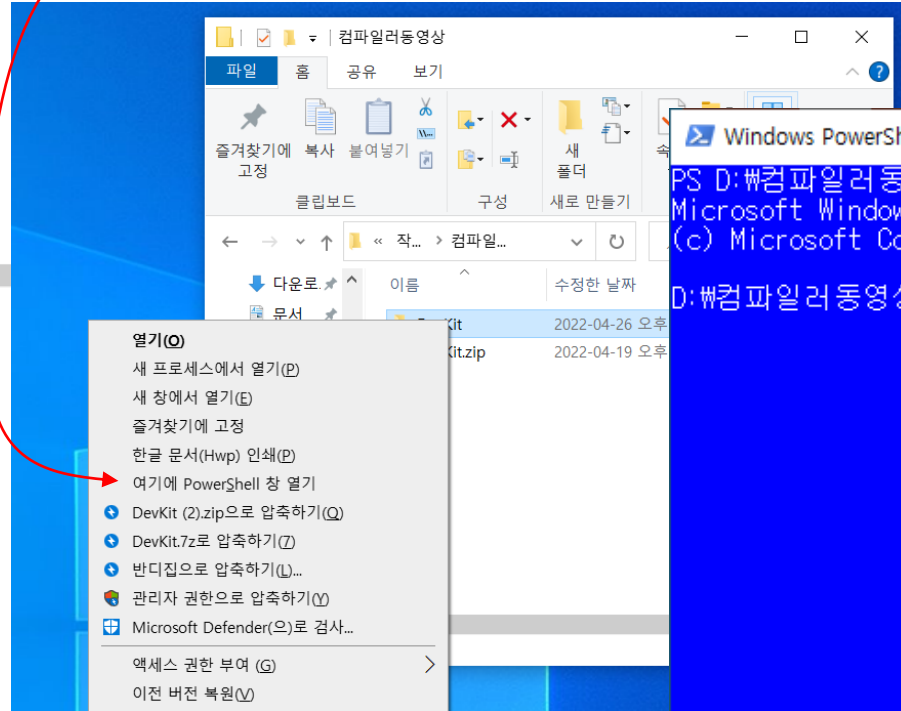 컴파일러동영상
파일 홈 공유 보기
즐겨찾기에 고정
복사
붙여넣기
새 폴더
클립보드 구성 새로 만들기
« 작... > 컴파일...
다운로.
이름 수정한 날짜
문서
Kit 2022-04-26 오후
Kit.zip 2022-04-19 오후
열기(O)
새 프로세스에서 열기(P)
새 창에서 열기(E)
즐겨찾기에 고정
한글 문서(Hwp) 인쇄(P)
여기에 PowerShell 창 열기
DevKit (2).zip으로 압축하기(Q)
DevKit.7z로 압축하기(7)
반디집으로 압축하기(L)...
관리자 권한으로 압축하기(Y)
Microsoft Defender(으)로 검사...
액세스 권한 부여 (G)
이전 버전 복원(V)
Windows PowerSh
PS D:₩컴파일러동
Microsoft Window
(c) Microsoft Co
D:₩컴파일러동영상